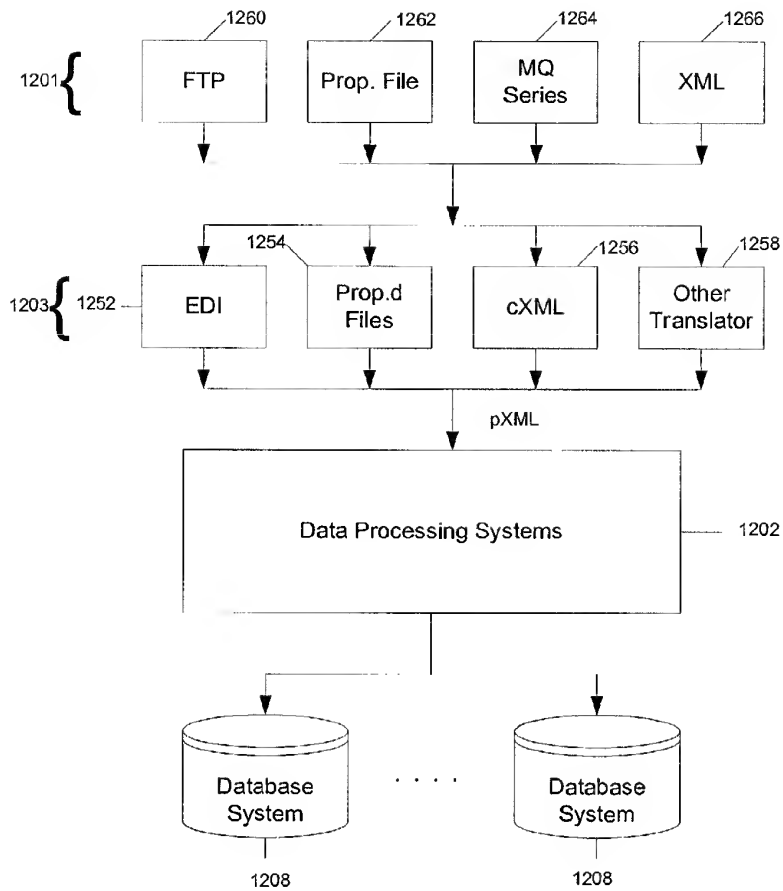 1260
1262
1264
1266
1201 {
FTP
Prop. File
MQ
Series
XML
1254
1256
1258
1203 {
1252
EDI
Prop.d
Files
cXML
Other
Translator
pXML
Data Processing Systems
1202
Database
System
. . . .
Database
System
1208
1208